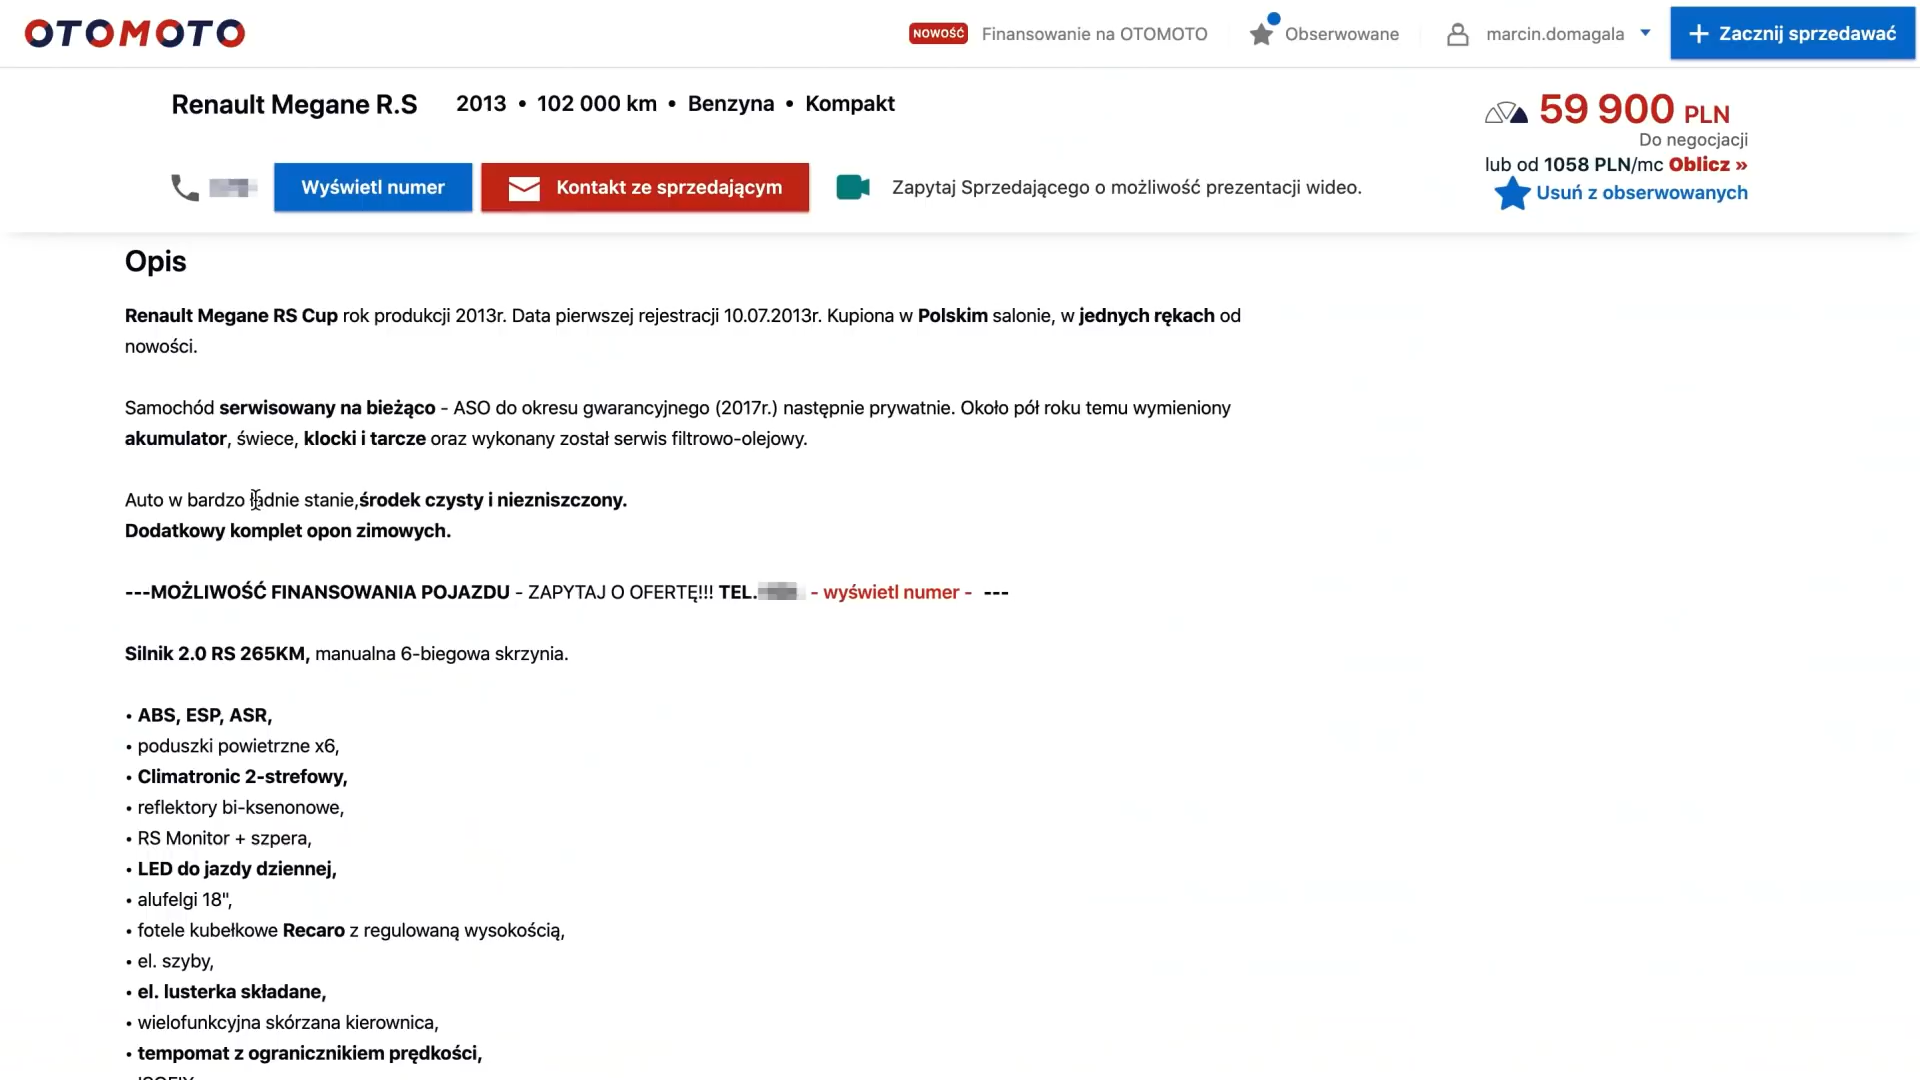 OTOMOTO
NOWOŚĆ Finansowanie na OTOMOTO Obserwowane marcin.domagala + Zacznij sprzedawać
Renault Megane R.S 2013 • 102 000 km • Benzyna • Kompakt
59 900 PLN
Do negocjacji
lub od 1058 PLN/mc Oblicz »
Wyświetl numer Kontakt ze sprzedającym Zapytaj Sprzedającego o możliwość prezentacji wideo.
Usuń z obserwowanych
Opis
Renault Megane RS Cup rok produkcji 2013r. Data pierwszej rejestracji 10.07.2013r. Kupiona w Polskim salonie, w jednych rękach od
nowości.
Samochód serwisowany na bieżąco - ASO do okresu gwarancyjnego (2017r.) następnie prywatnie. Około pół roku temu wymieniony
akumulator, świece, klocki i tarcze oraz wykonany został serwis filtrowo-olejowy.
Auto w bardzo ładnie stanie,środek czysty i niezniszczony.
Dodatkowy komplet opon zimowych.
---MOŻLIWOŚĆ FINANSOWANIA POJAZDU - ZAPYTAJ O OFERTĘ!!! TEL. - wyświetl numer - ---
Silnik 2.0 RS 265KM, manualna 6-biegowa skrzynia.
• ABS, ESP, ASR,
• poduszki powietrzne x6,
• Climatronic 2-strefowy,
• reflektory bi-ksenonowe,
• RS Monitor + szpera,
• LED do jazdy dziennej,
• alufelgi 18",
• fotele kubełkowe Recaro z regulowaną wysokością,
• el. szyby,
• el. lusterka składane,
• wielofunkcyjna skórzana kierownica,
• tempomat z ogranicznikiem prędkości,